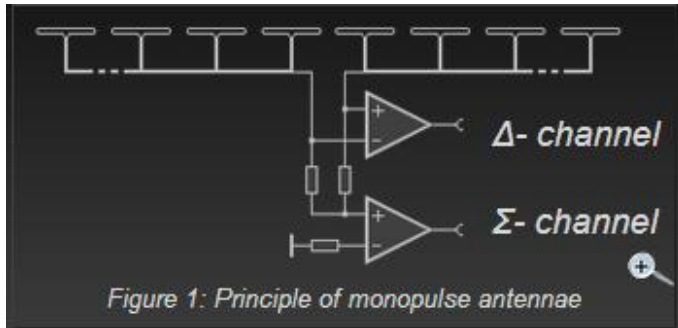 +
−
Δ- channel
+
−
Σ- channel
Figure 1: Principle of monopulse antennae